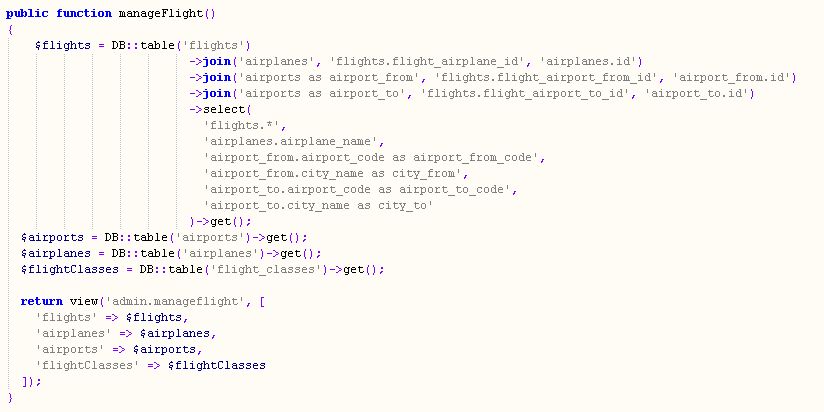 public function manageFlight()
{
    $flights = DB::table('flights')
                          ->join('airplanes', 'flights.flight_airplane_id', 'airplanes.id')
                          ->join('airports as airport_from', 'flights.flight_airport_from_id', 'airport_from.id')
                          ->join('airports as airport_to', 'flights.flight_airport_to_id', 'airport_to.id')
                          ->select(
                            'flights.*',
                            'airplanes.airplane_name',
                            'airport_from.airport_code as airport_from_code',
                            'airport_from.city_name as city_from',
                            'airport_to.airport_code as airport_to_code',
                            'airport_to.city_name as city_to'
                          )->get();
  $airports = DB::table('airports')->get();
  $airplanes = DB::table('airplanes')->get();
  $flightClasses = DB::table('flight_classes')->get();

  return view('admin.manageflight', [
    'flights' => $flights,
    'airplanes' => $airplanes,
    'airports' => $airports,
    'flightClasses' => $flightClasses
  ]);
}